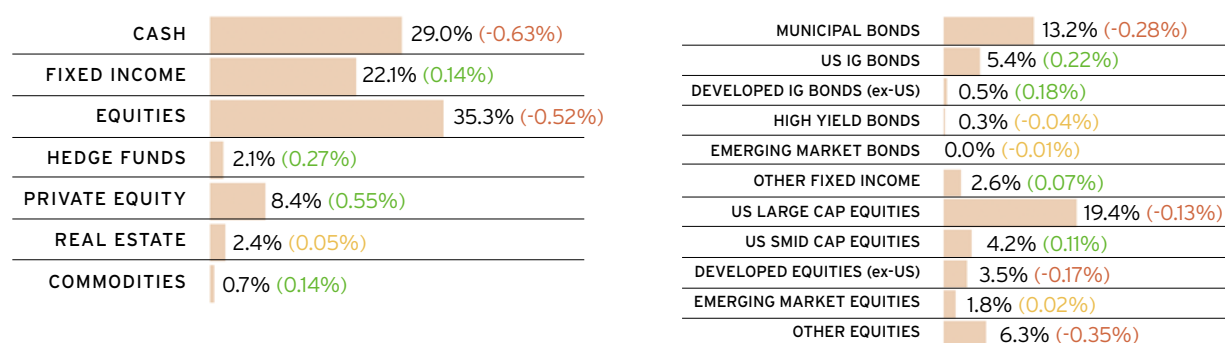 CASH 29.0% (-0.63%)
FIXED INCOME 22.1% (0.14%)
EQUITIES 35.3% (-0.52%)
HEDGE FUNDS 2.1% (0.27%)
PRIVATE EQUITY 8.4% (0.55%)
REAL ESTATE 2.4% (0.05%)
COMMODITIES 0.7% (0.14%)
MUNICIPAL BONDS 13.2% (-0.28%)
US IG BONDS 5.4% (0.22%)
DEVELOPED IG BONDS (ex-US) 0.5% (0.18%)
HIGH YIELD BONDS 0.3% (-0.04%)
EMERGING MARKET BONDS 0.0% (-0.01%)
OTHER FIXED INCOME 2.6% (0.07%)
US LARGE CAP EQUITIES 19.4% (-0.13%)
US SMID CAP EQUITIES 4.2% (0.11%)
DEVELOPED EQUITIES (ex-US) 3.5% (-0.17%)
EMERGING MARKET EQUITIES 1.8% (0.02%)
OTHER EQUITIES 6.3% (-0.35%)